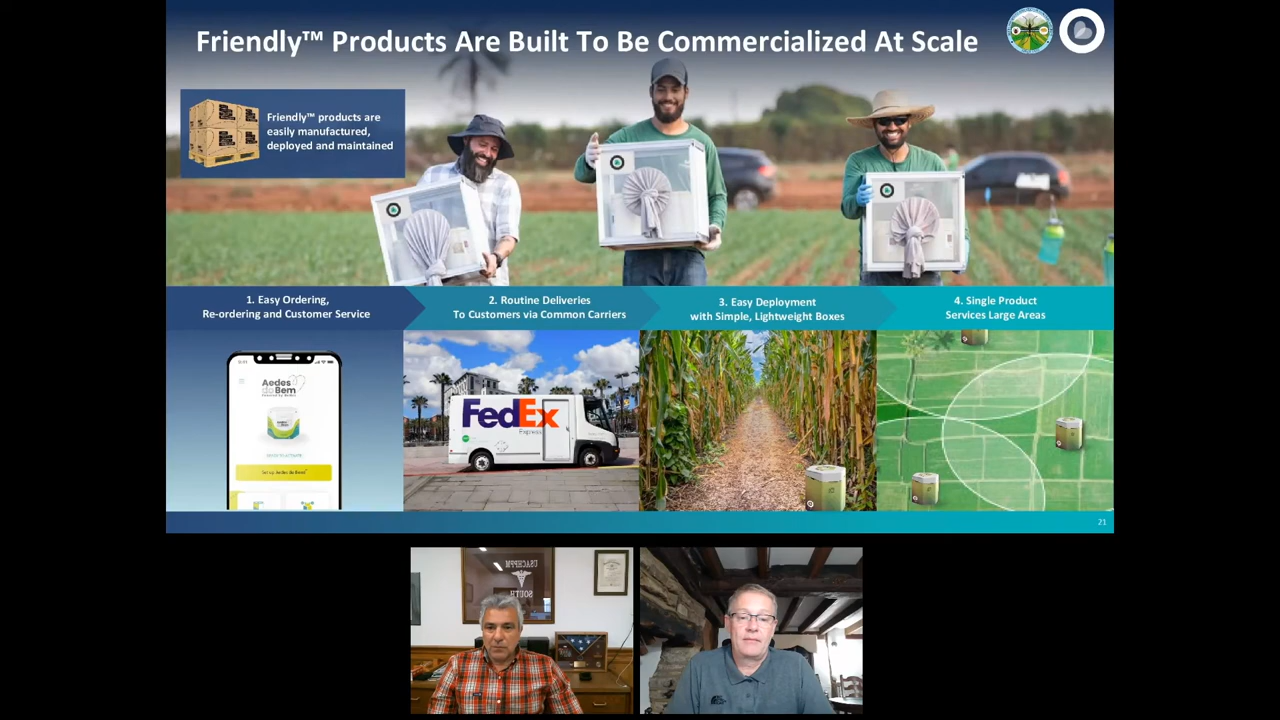 Friendly™ Products Are Built To Be Commercialized At Scale
Friendly™ products are
easily manufactured,
deployed and maintained
1. Easy Ordering,
Re-ordering and Customer Service
2. Routine Deliveries
To Customers via Common Carriers
3. Easy Deployment
with Simple, Lightweight Boxes
4. Single Product
Services Large Areas
Aedes
do Bem
FedEx
Express
21
USACHPPM
SOUTH